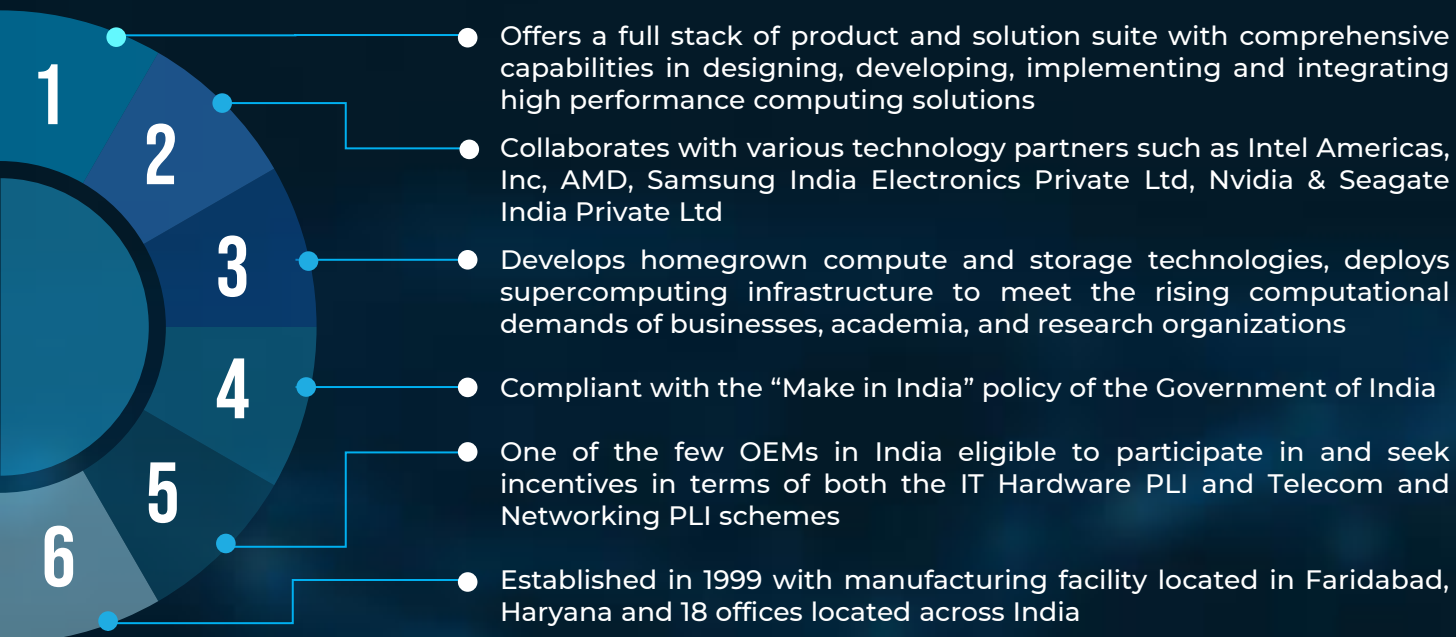 1
Offers a full stack of product and solution suite with comprehensive
capabilities in designing, developing, implementing and integrating
high performance computing solutions
2
Collaborates with various technology partners such as Intel Americas,
Inc, AMD, Samsung India Electronics Private Ltd, Nvidia & Seagate
India Private Ltd
3
Develops homegrown compute and storage technologies, deploys
supercomputing infrastructure to meet the rising computational
demands of businesses, academia, and research organizations
4
Compliant with the “Make in India” policy of the Government of India
5
One of the few OEMs in India eligible to participate in and seek
incentives in terms of both the IT Hardware PLI and Telecom and
Networking PLI schemes
6
Established in 1999 with manufacturing facility located in Faridabad,
Haryana and 18 offices located across India